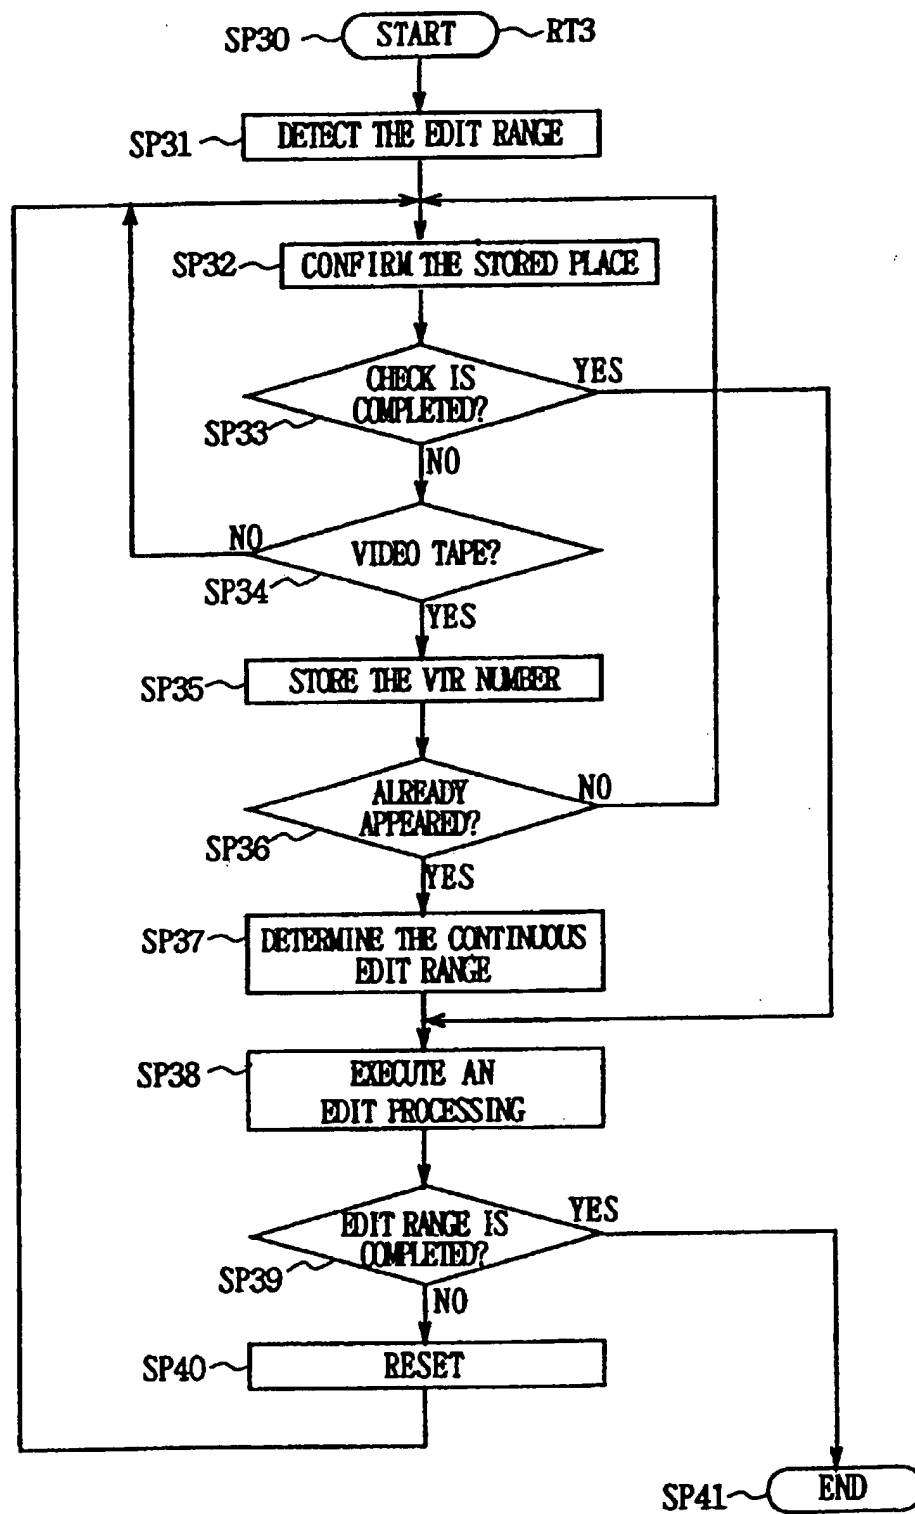 SP30 START RT3
SP31 DETECT THE EDIT RANGE
SP32 CONFIRM THE STORED PLACE
CHECK IS
COMPLETED?
YES
SP33
NO
NO
VIDEO TAPE?
SP34
YES
SP35 STORE THE VTR NUMBER
ALREADY
APPEARED?
NO
SP36
YES
SP37 DETERMINE THE CONTINUOUS
EDIT RANGE
SP38 EXECUTE AN
EDIT PROCESSING
EDIT RANGE IS
COMPLETED?
YES
SP39
NO
SP40 RESET
SP41 END